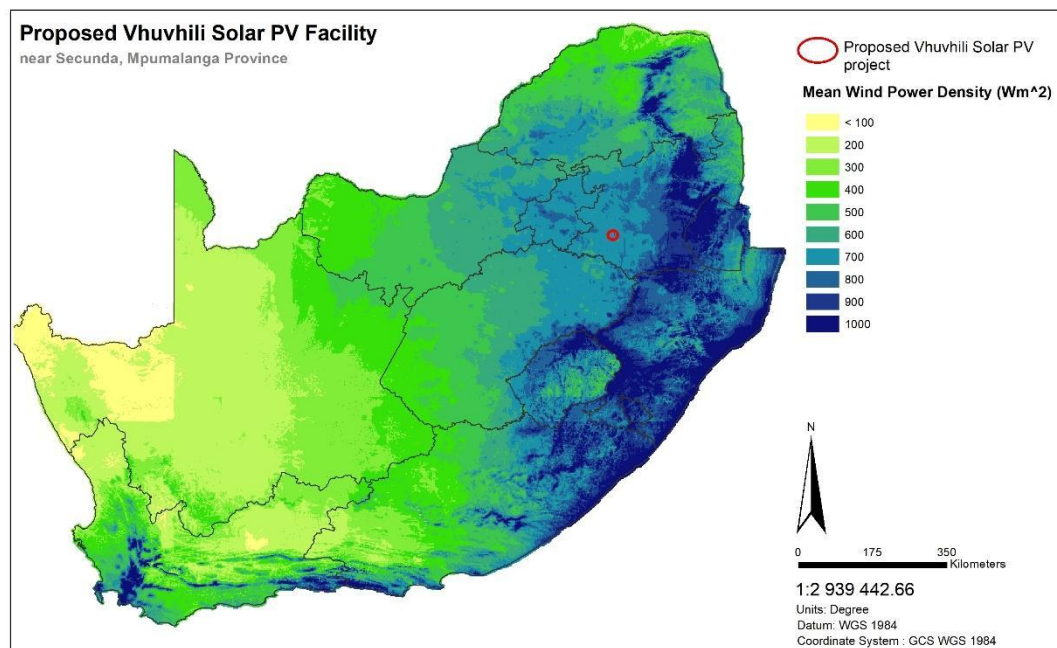 Proposed Vhuvhili Solar PV Facility
near Secunda, Mpumalanga Province
Proposed Vhuvhili Solar PV
project
Mean Wind Power Density (Wm^2)
< 100
200
300
400
500
600
700
800
900
1000
N
0 175 350
Kilometers
1:2 939 442.66
Units: Degree
Datum: WGS 1984
Coordinate System : GCS WGS 1984